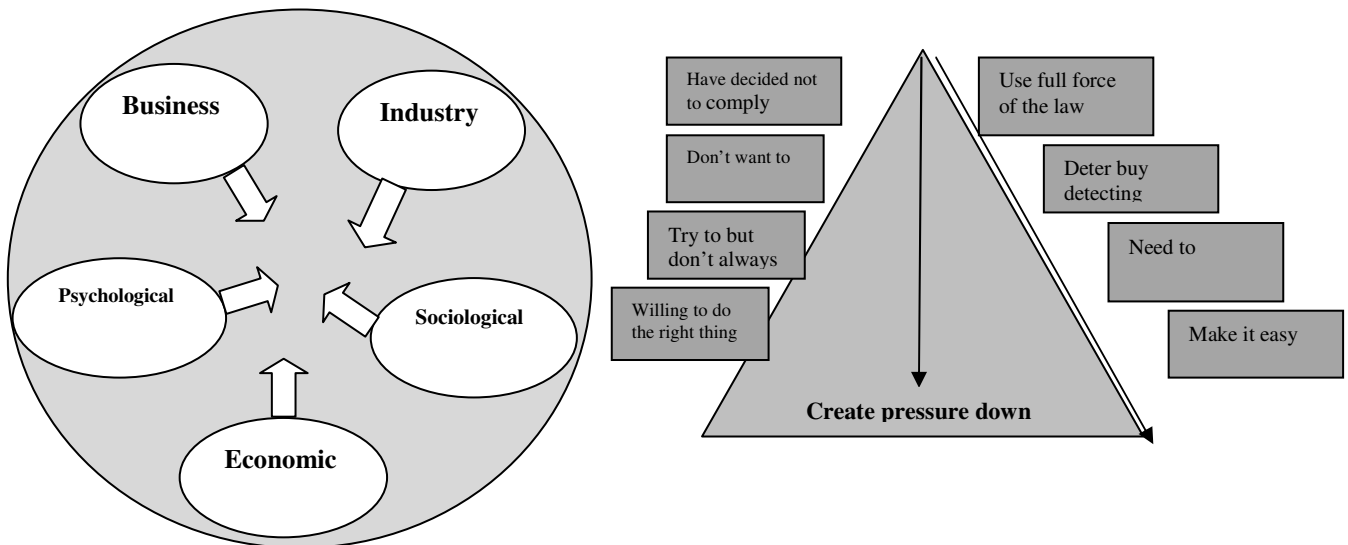 Business
Industry
Psychological
Sociological
Economic
Have decided not
to comply
Don't want to
Try to but
don't always
Willing to do
the right thing
Use full force
of the law
Deter buy
detecting
Need to
Make it easy
Create pressure down